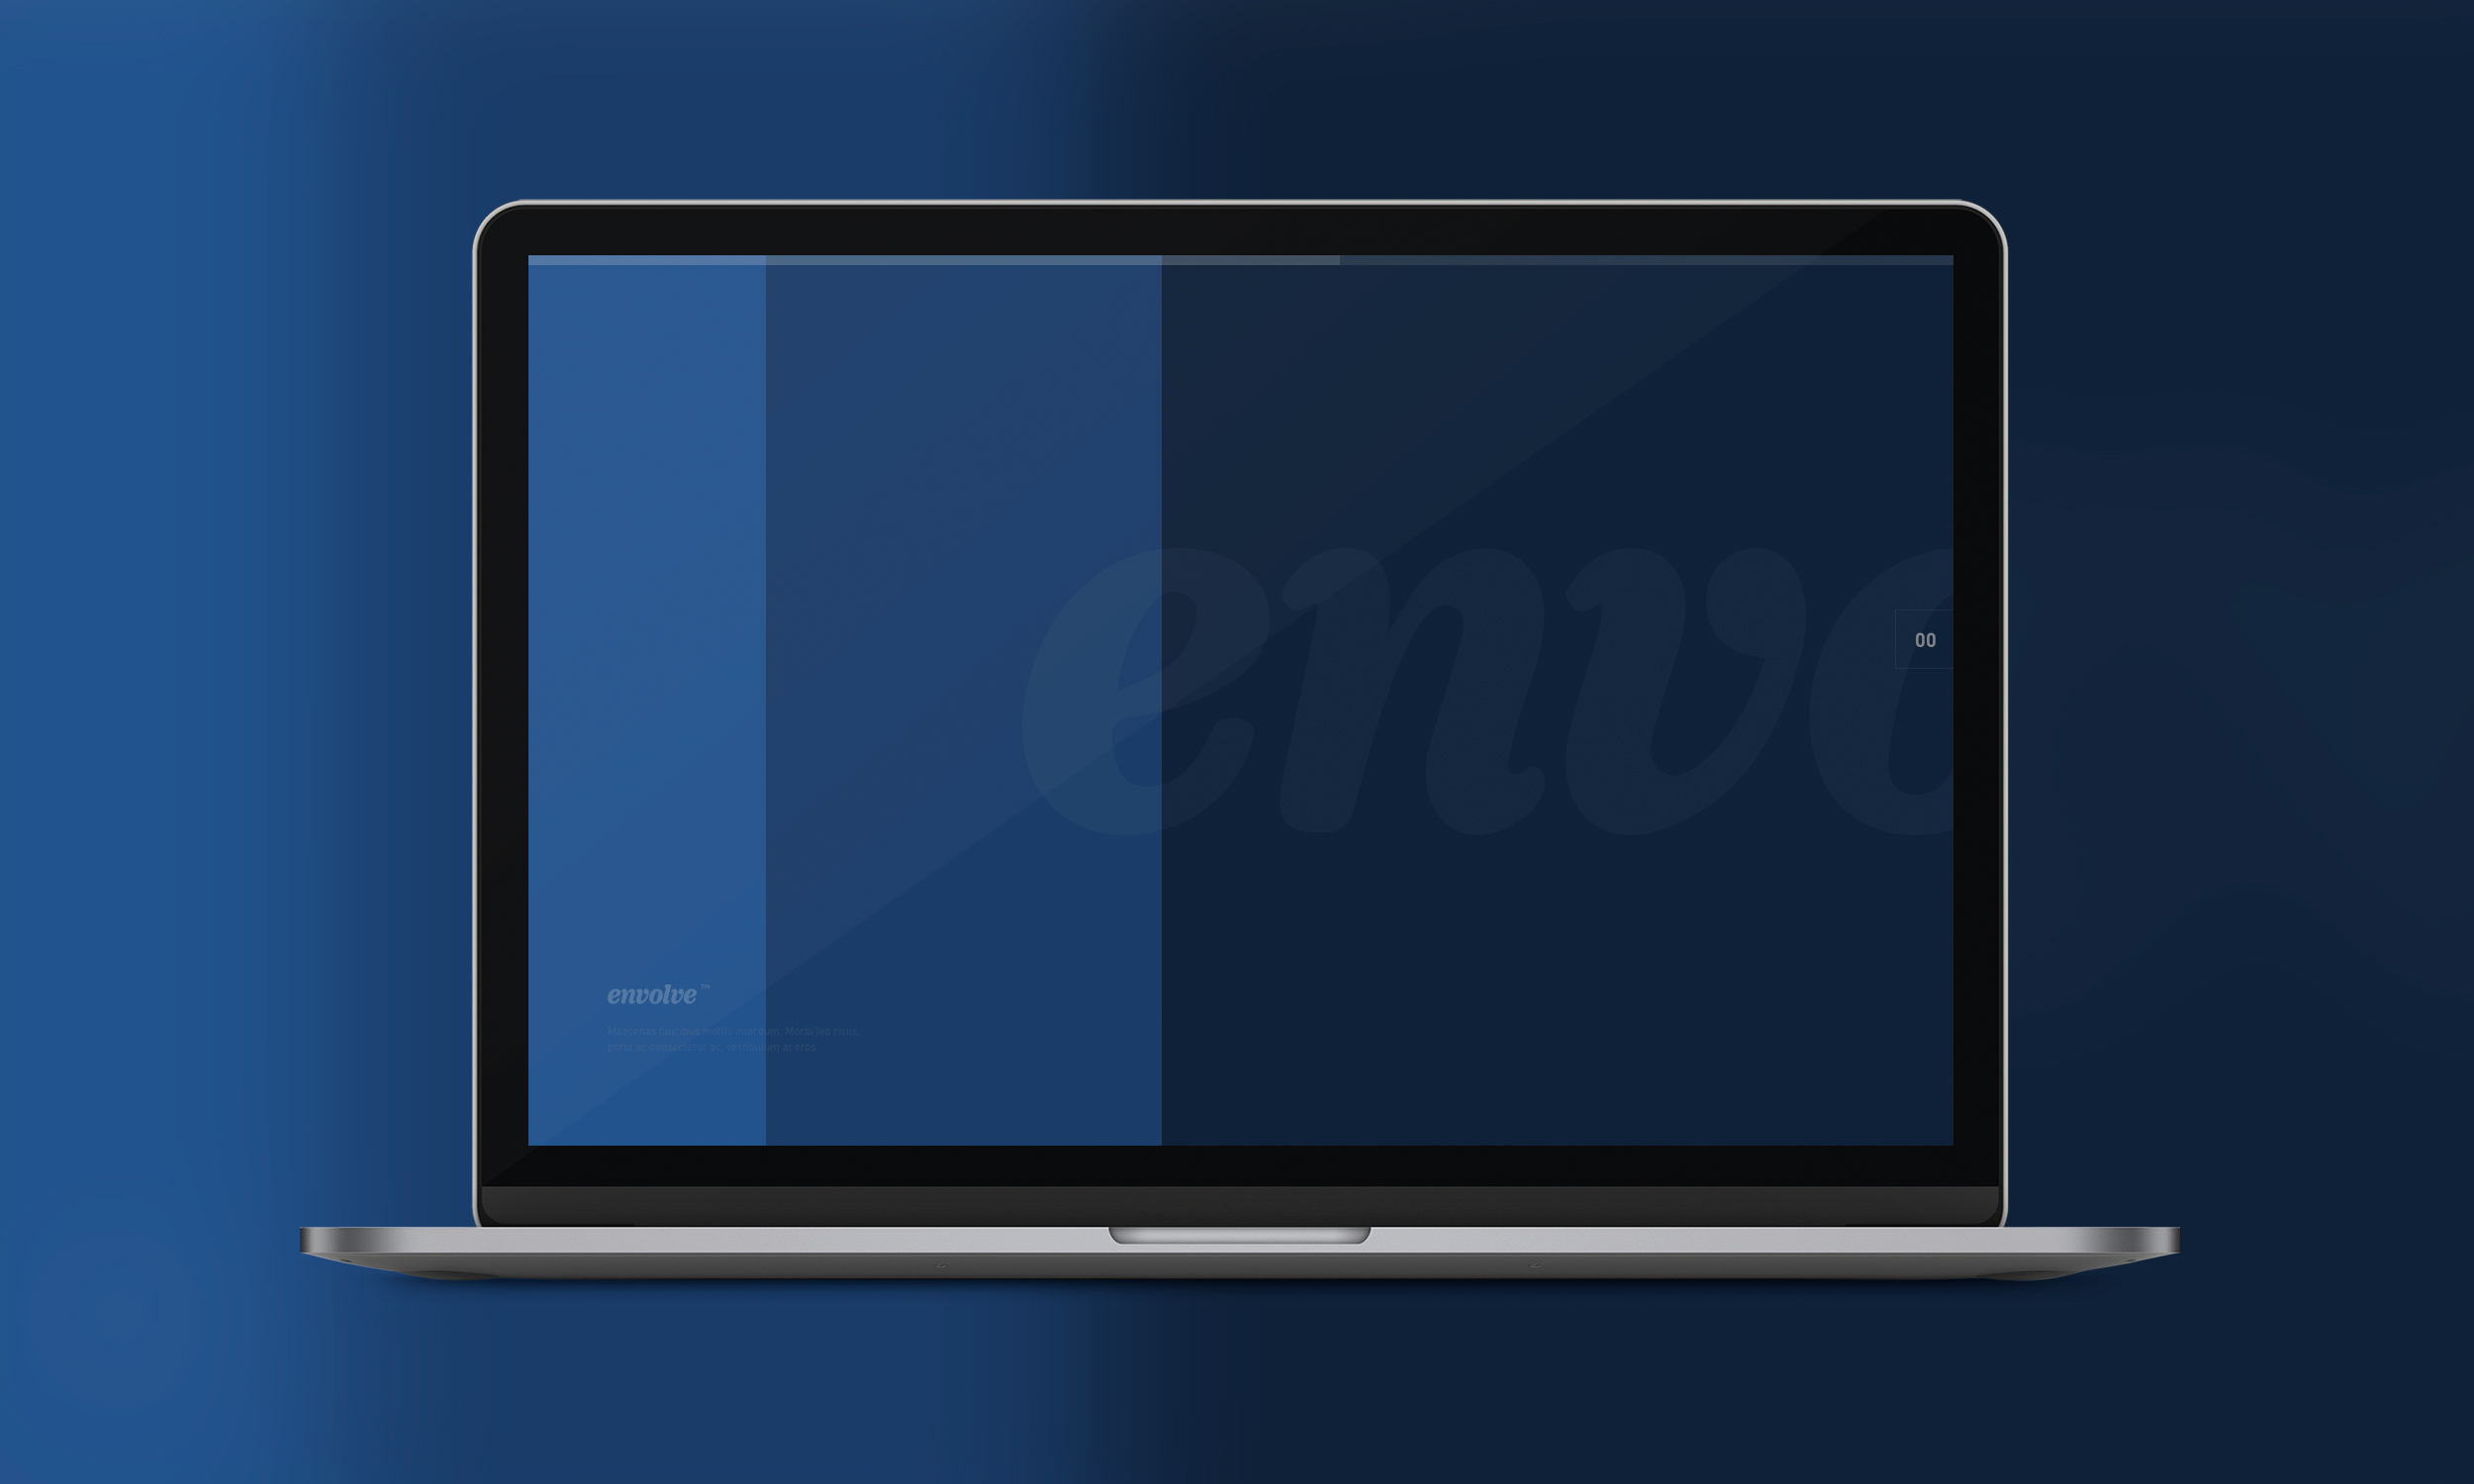 envo
00
envolve™
Maecenas faucibus mollis interdum. Morbi leo risus,
porta ac consectetur ac, vestibulum at eros.